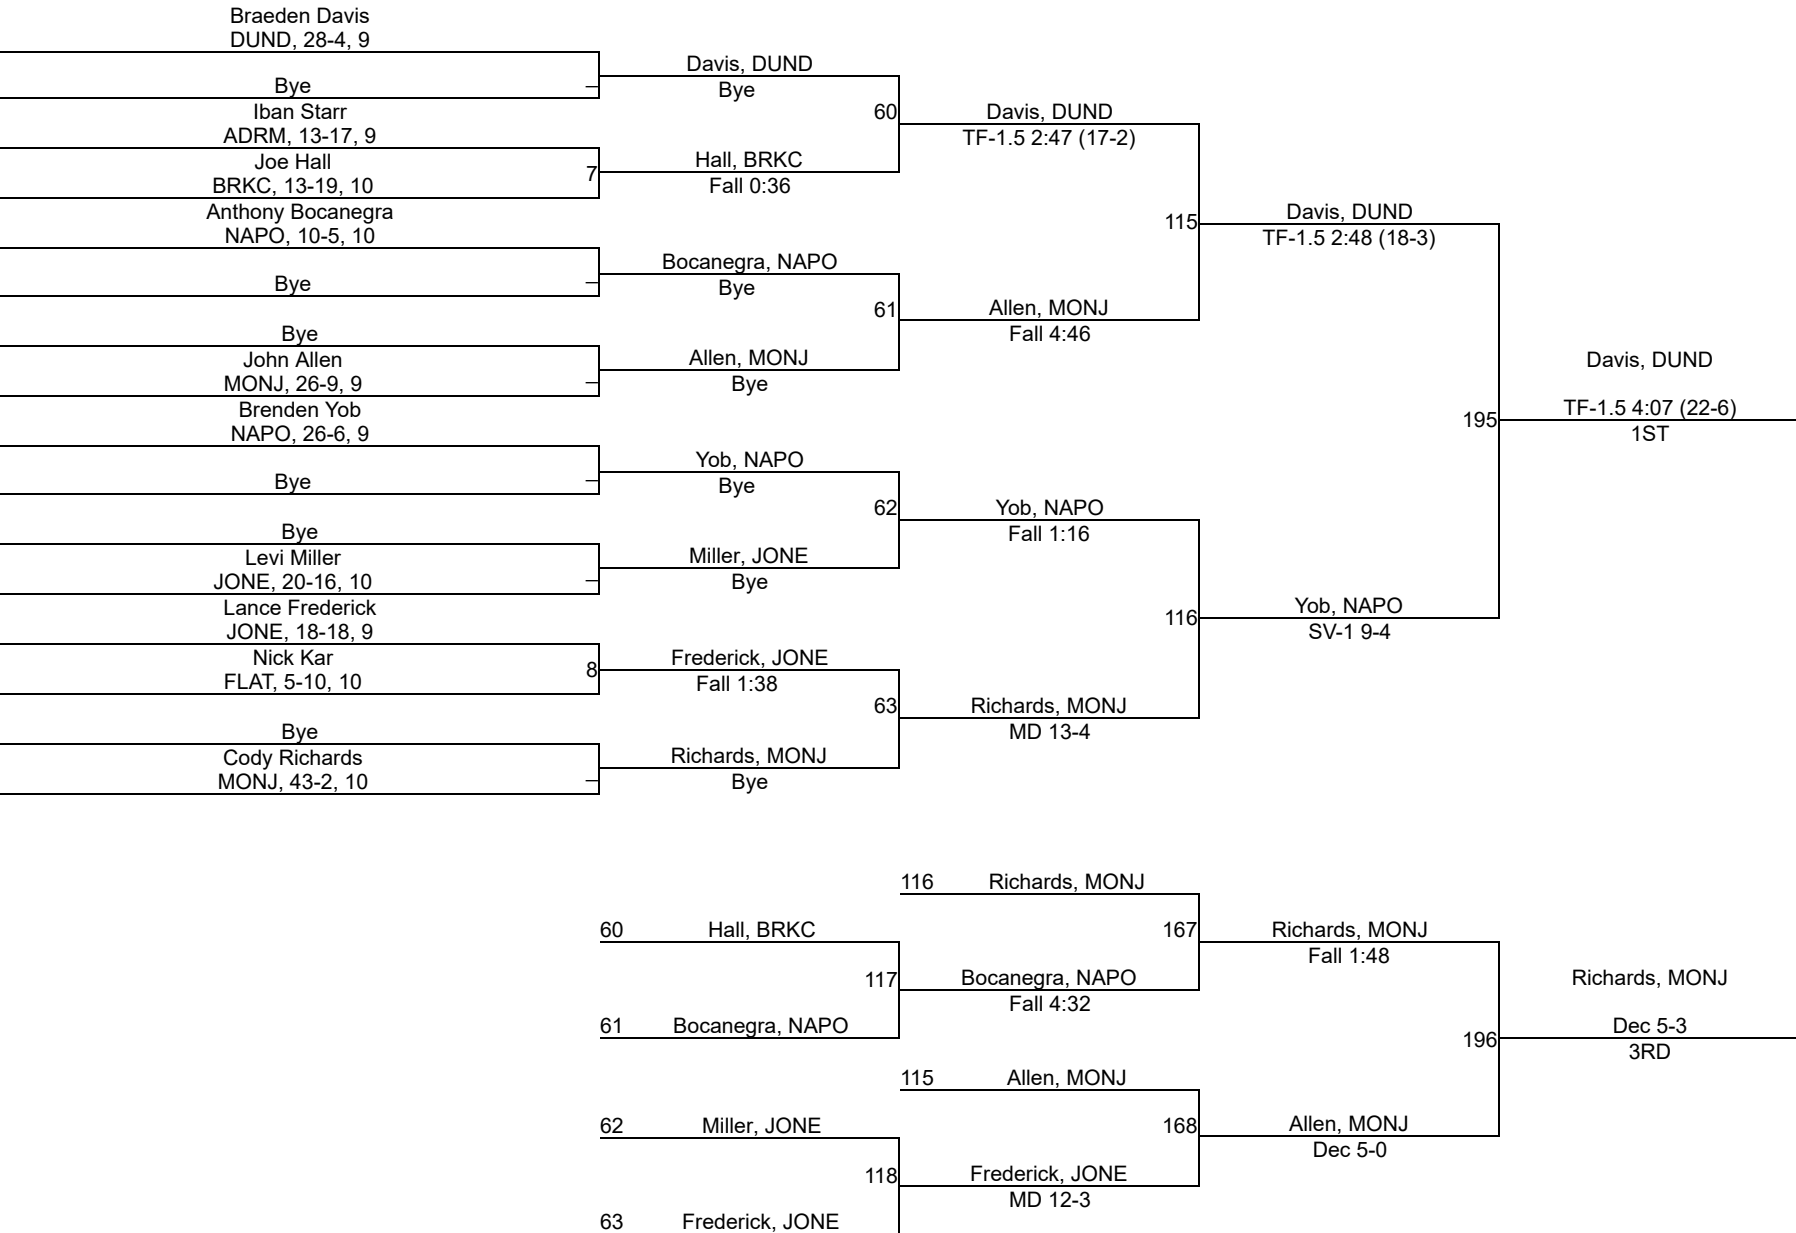 Braeden Davis
DUND, 28-4, 9
Bye
–
Iban Starr
ADRM, 13-17, 9
Joe Hall
BRKC, 13-19, 10
7
Anthony Bocanegra
NAPO, 10-5, 10
Bye
–
Bye
John Allen
MONJ, 26-9, 9
–
Brenden Yob
NAPO, 26-6, 9
Bye
–
Bye
Levi Miller
JONE, 20-16, 10
–
Lance Frederick
JONE, 18-18, 9
Nick Kar
FLAT, 5-10, 10
8
Bye
Cody Richards
MONJ, 43-2, 10
–
Davis, DUND
Bye
60
Hall, BRKC
Fall 0:36
Bocanegra, NAPO
Bye
61
Allen, MONJ
Bye
Yob, NAPO
Bye
62
Miller, JONE
Bye
Frederick, JONE
Fall 1:38
63
Richards, MONJ
Bye
Davis, DUND
TF-1.5 2:47 (17-2)
115
Allen, MONJ
Fall 4:46
Yob, NAPO
Fall 1:16
116
Richards, MONJ
MD 13-4
Davis, DUND
TF-1.5 2:48 (18-3)
195
Yob, NAPO
SV-1 9-4
Davis, DUND
TF-1.5 4:07 (22-6)
1ST
60 Hall, BRKC
117
61 Bocanegra, NAPO
62 Miller, JONE
118
63 Frederick, JONE
116 Richards, MONJ
167
Bocanegra, NAPO
Fall 4:32
115 Allen, MONJ
168
Frederick, JONE
MD 12-3
Richards, MONJ
Fall 1:48
196
Allen, MONJ
Dec 5-0
Richards, MONJ
Dec 5-3
3RD